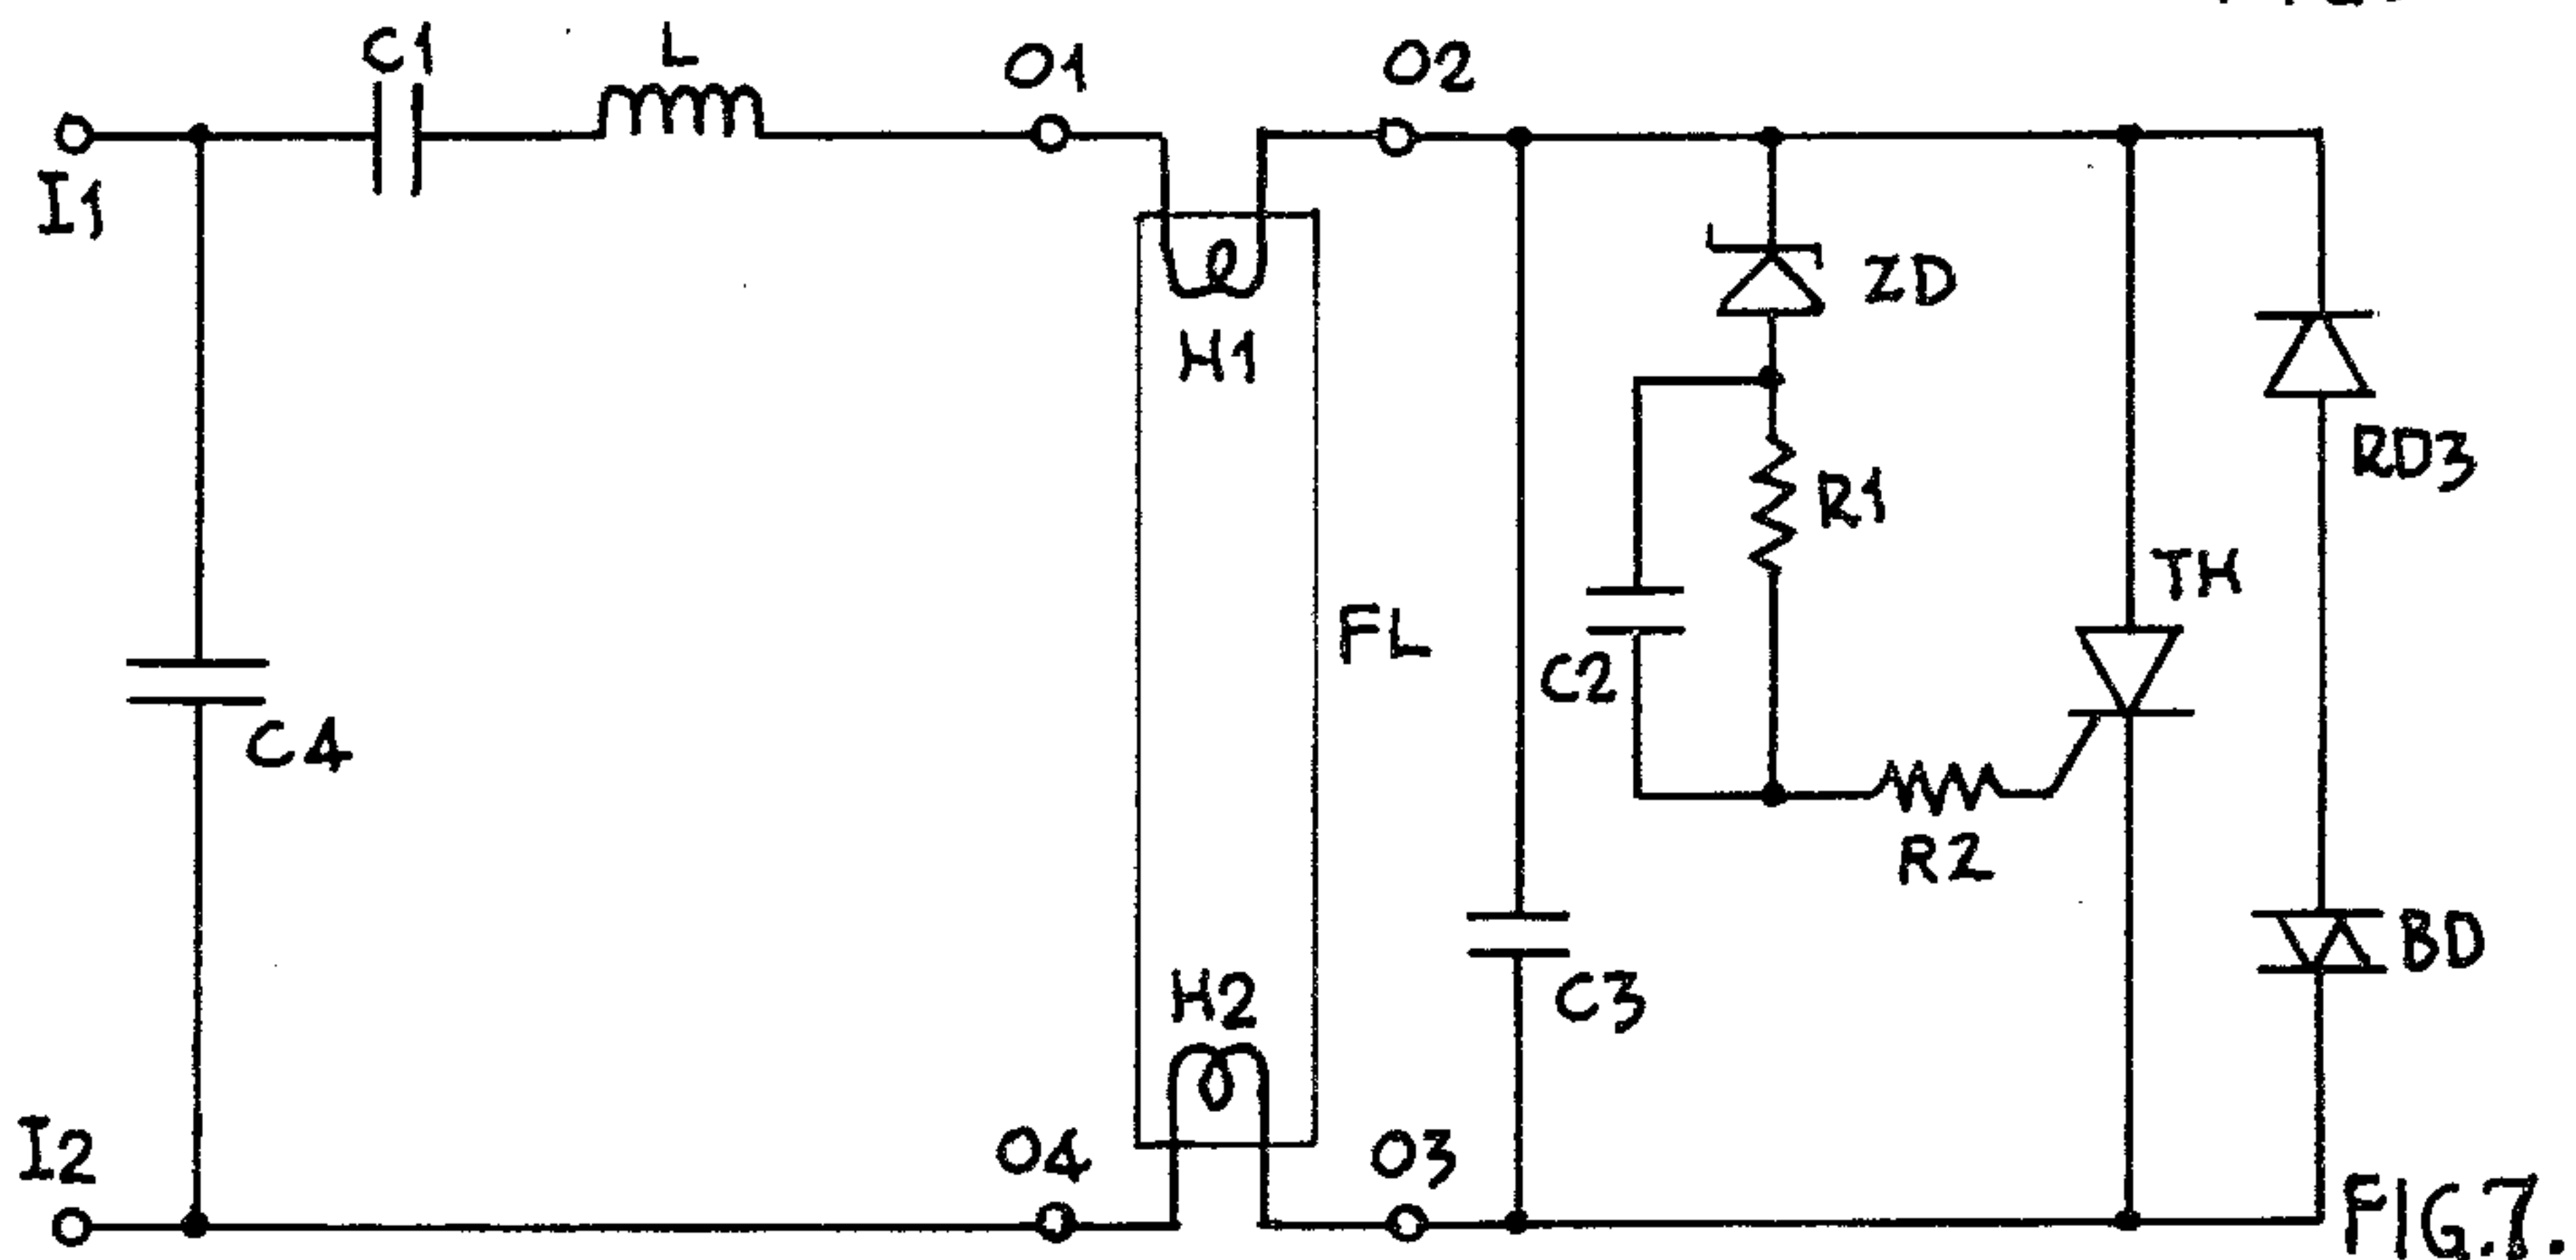 C1
L
O1
O2
I1
ZD
H1
RD3
R1
TH
FL
C2
C4
R2
BD
H2
C3
I2
O4
O3
FIG.7.